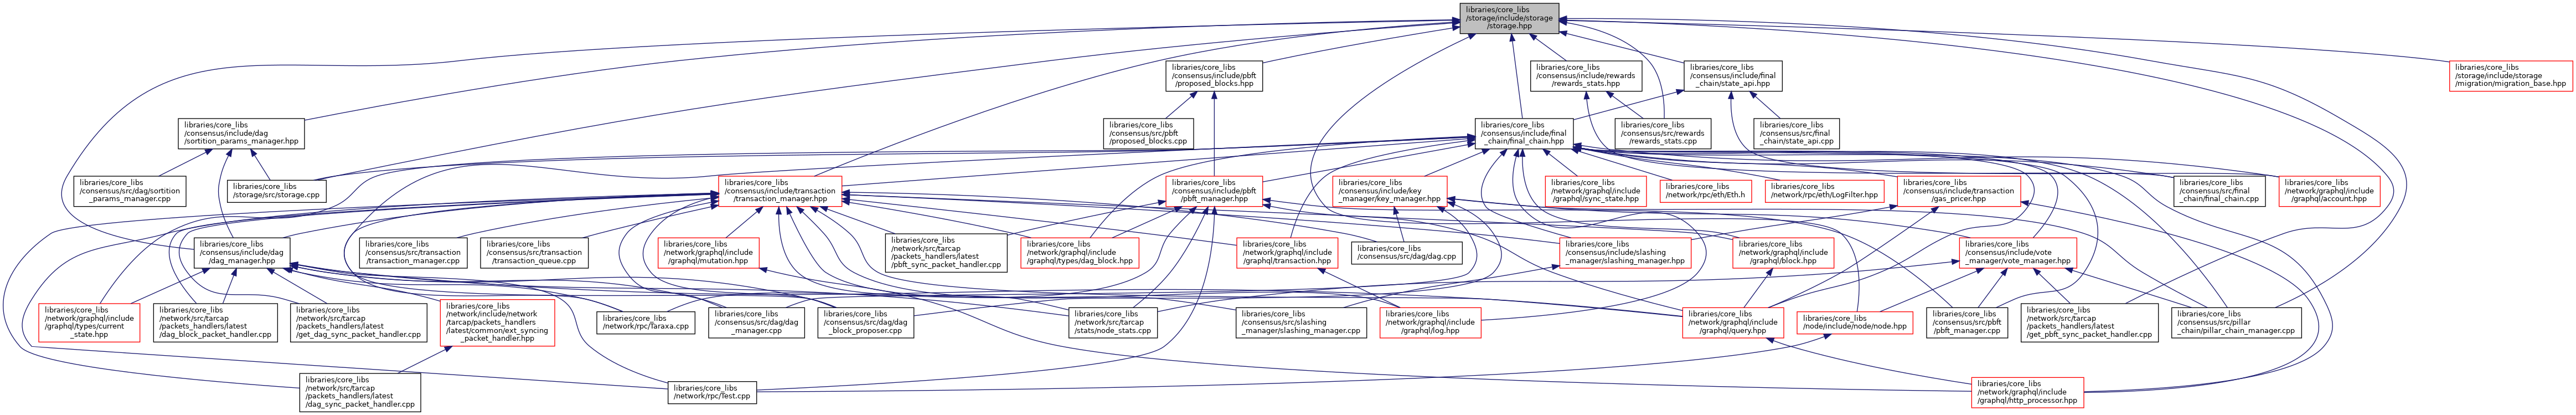 libraries/core_libs
/storage/include/storage
/storage.hpp
libraries/core_libs
/consensus/include/pbft
/proposed_blocks.hpp
libraries/core_libs
/consensus/include/rewards
/rewards_stats.hpp
libraries/core_libs
/consensus/include/final
_chain/state_api.hpp
libraries/core_libs
/storage/include/storage
/migration/migration_base.hpp
libraries/core_libs
/consensus/include/dag
/sortition_params_manager.hpp
libraries/core_libs
/consensus/src/pbft
/proposed_blocks.cpp
libraries/core_libs
/consensus/include/final
_chain/final_chain.hpp
libraries/core_libs
/consensus/src/rewards
/rewards_stats.cpp
libraries/core_libs
/consensus/src/final
_chain/state_api.cpp
libraries/core_libs
/consensus/src/dag/sortition
_params_manager.cpp
libraries/core_libs
/storage/src/storage.cpp
libraries/core_libs
/consensus/include/transaction
/transaction_manager.hpp
libraries/core_libs
/consensus/include/pbft
/pbft_manager.hpp
libraries/core_libs
/consensus/include/key
_manager/key_manager.hpp
libraries/core_libs
/network/graphql/include
/graphql/sync_state.hpp
libraries/core_libs
/network/rpc/eth/Eth.h
libraries/core_libs
/network/rpc/eth/LogFilter.hpp
libraries/core_libs
/consensus/include/transaction
/gas_pricer.hpp
libraries/core_libs
/consensus/src/final
_chain/final_chain.cpp
libraries/core_libs
/network/graphql/include
/graphql/account.hpp
libraries/core_libs
/consensus/include/dag
/dag_manager.hpp
libraries/core_libs
/consensus/src/transaction
/transaction_manager.cpp
libraries/core_libs
/consensus/src/transaction
/transaction_queue.cpp
libraries/core_libs
/network/graphql/include
/graphql/mutation.hpp
libraries/core_libs
/network/src/tarcap
/packets_handlers/latest
/pbft_sync_packet_handler.cpp
libraries/core_libs
/network/graphql/include
/graphql/types/dag_block.hpp
libraries/core_libs
/network/graphql/include
/graphql/transaction.hpp
libraries/core_libs
/consensus/src/dag/dag.cpp
libraries/core_libs
/consensus/include/slashing
_manager/slashing_manager.hpp
libraries/core_libs
/network/graphql/include
/graphql/block.hpp
libraries/core_libs
/consensus/include/vote
_manager/vote_manager.hpp
libraries/core_libs
/network/graphql/include
/graphql/types/current
_state.hpp
libraries/core_libs
/network/src/tarcap
/packets_handlers/latest
/dag_block_packet_handler.cpp
libraries/core_libs
/network/src/tarcap
/packets_handlers/latest
/get_dag_sync_packet_handler.cpp
libraries/core_libs
/network/include/network
/tarcap/packets_handlers
/latest/common/ext_syncing
_packet_handler.hpp
libraries/core_libs
/network/rpc/Taraxa.cpp
libraries/core_libs
/consensus/src/dag/dag
_manager.cpp
libraries/core_libs
/consensus/src/dag/dag
_block_proposer.cpp
libraries/core_libs
/network/src/tarcap
/stats/node_stats.cpp
libraries/core_libs
/consensus/src/slashing
_manager/slashing_manager.cpp
libraries/core_libs
/network/graphql/include
/graphql/log.hpp
libraries/core_libs
/network/graphql/include
/graphql/query.hpp
libraries/core_libs
/node/include/node/node.hpp
libraries/core_libs
/consensus/src/pbft
/pbft_manager.cpp
libraries/core_libs
/network/src/tarcap
/packets_handlers/latest
/get_pbft_sync_packet_handler.cpp
libraries/core_libs
/consensus/src/pillar
_chain/pillar_chain_manager.cpp
libraries/core_libs
/network/src/tarcap
/packets_handlers/latest
/dag_sync_packet_handler.cpp
libraries/core_libs
/network/rpc/Test.cpp
libraries/core_libs
/network/graphql/include
/graphql/http_processor.hpp